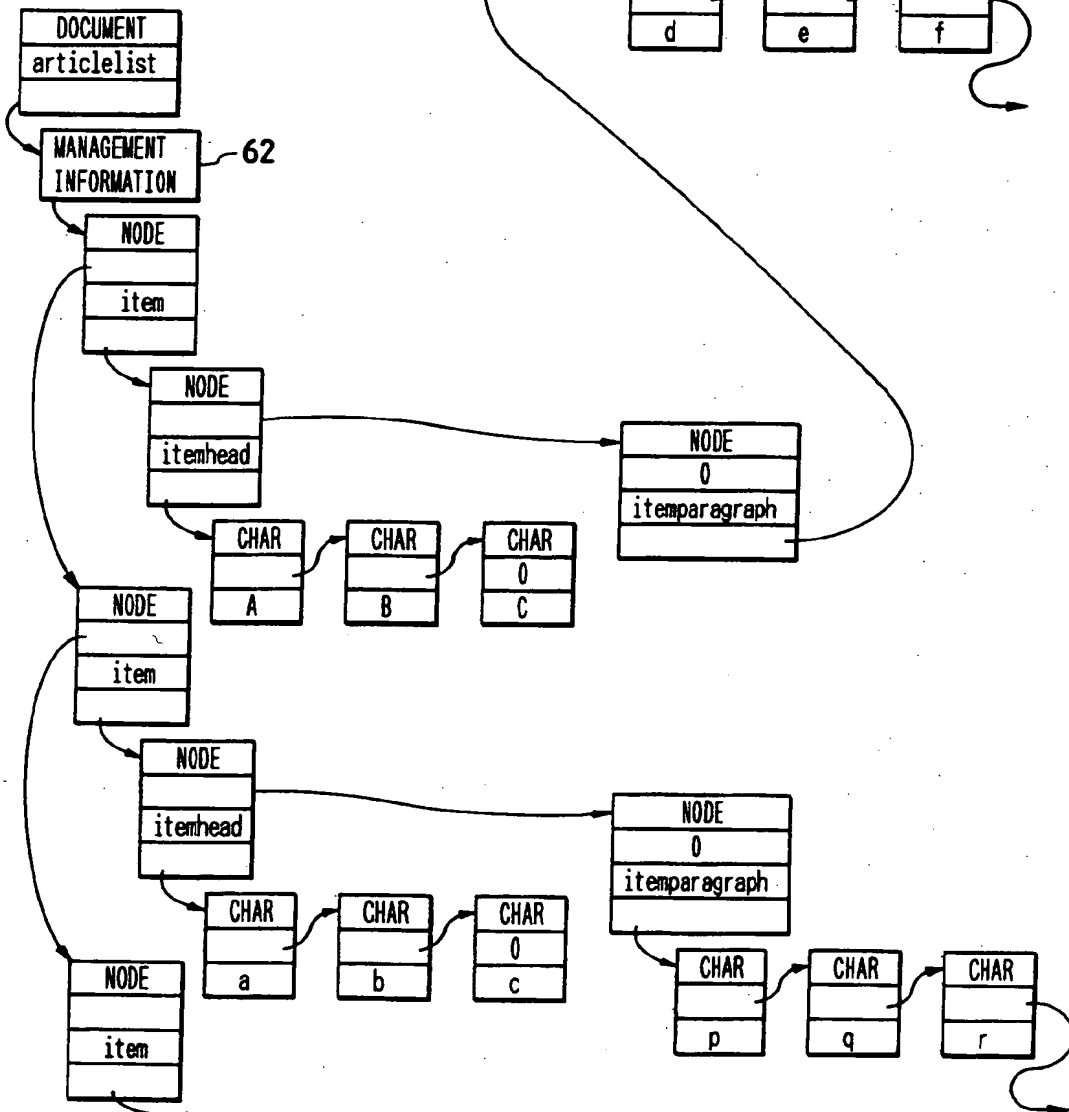 d e f
DOCUMENT
articlelist
MANAGEMENT
INFORMATION
62
NODE
item
NODE
itemhead
NODE
0
itemparagraph
CHAR CHAR CHAR
0
A B C
NODE
item
NODE
itemhead
NODE
0
itemparagraph
CHAR CHAR CHAR
0
a b c
CHAR CHAR CHAR
p q r
NODE
item